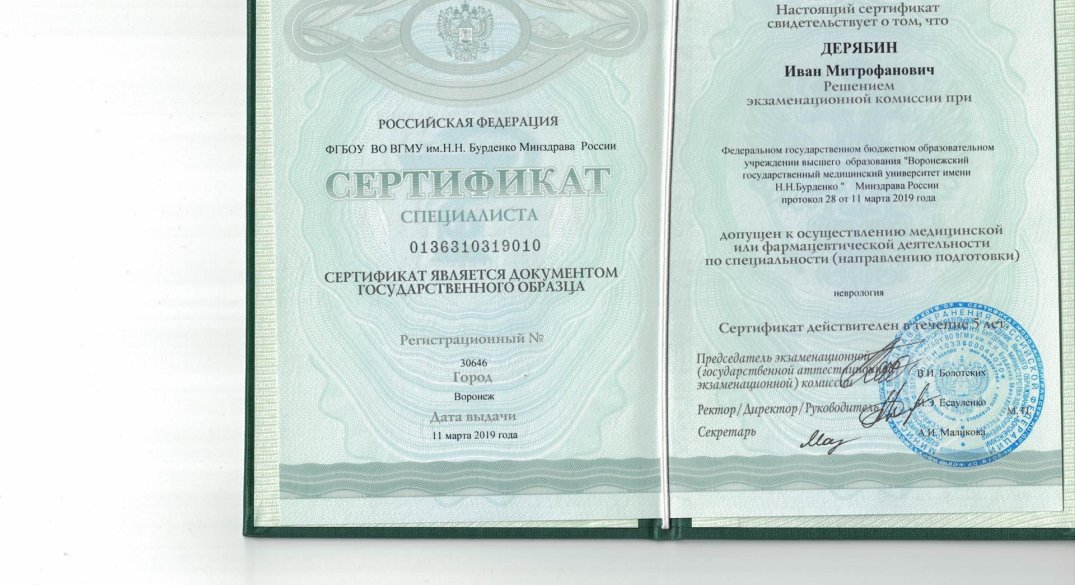 РОССИЙСКАЯ ФЕДЕРАЦИЯ
ФГБОУ ВО ВГМУ им.Н.Н. Бурденко Минздрава России
СЕРТИФИКАТ
СПЕЦИАЛИСТА
0136310319010
СЕРТИФИКАТ ЯВЛЯЕТСЯ ДОКУМЕНТОМ
ГОСУДАРСТВЕННОГО ОБРАЗЦА
Регистрационный №
30646
Город
Воронеж
Дата выдачи
11 марта 2019 года
Настоящий сертификат
свидетельствует о том, что
ДЕРЯБИН
Иван Митрофанович
Решением
экзаменационной комиссии при
Федеральном государственном бюджетном образовательном
учреждении высшего образования "Воронежский
государственный медицинский университет имени
Н.Н.Бурденко " Минздрава России
протокол 28 от 11 марта 2019 года
допущен к осуществлению медицинской
или фармацевтической деятельности
по специальности (направлению подготовки)
неврология
Сертификат действителен в течение 5 лет.
Председатель экзаменационной
(государственной аттестационной
экзаменационной) комиссии
В.И. Болотских
Ректор/Директор/Руководитель
И.Э. Есауленко
М. П.
Секретарь
А.И. Маликова